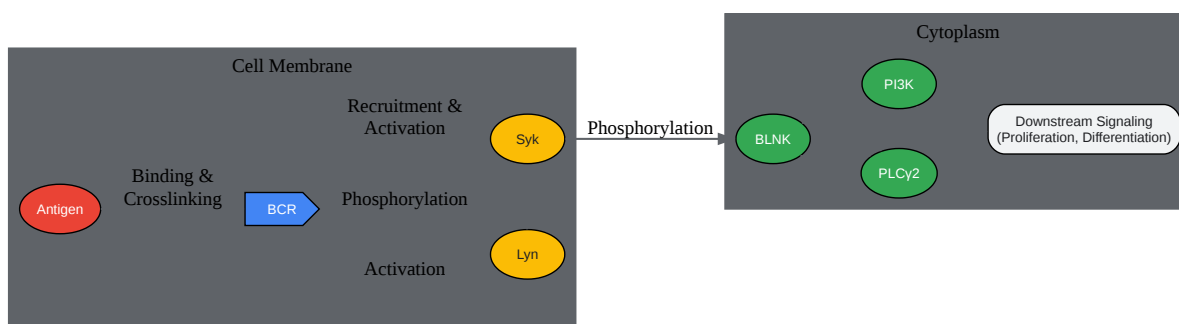 Cell Membrane
Recruitment &
Activation
Syk
Binding &
Crosslinking
Antigen
BCR
Phosphorylation
Lyn
Activation
Phosphorylation
Cytoplasm
PI3K
BLNK
PLCγ2
Downstream Signaling
(Proliferation, Differentiation)